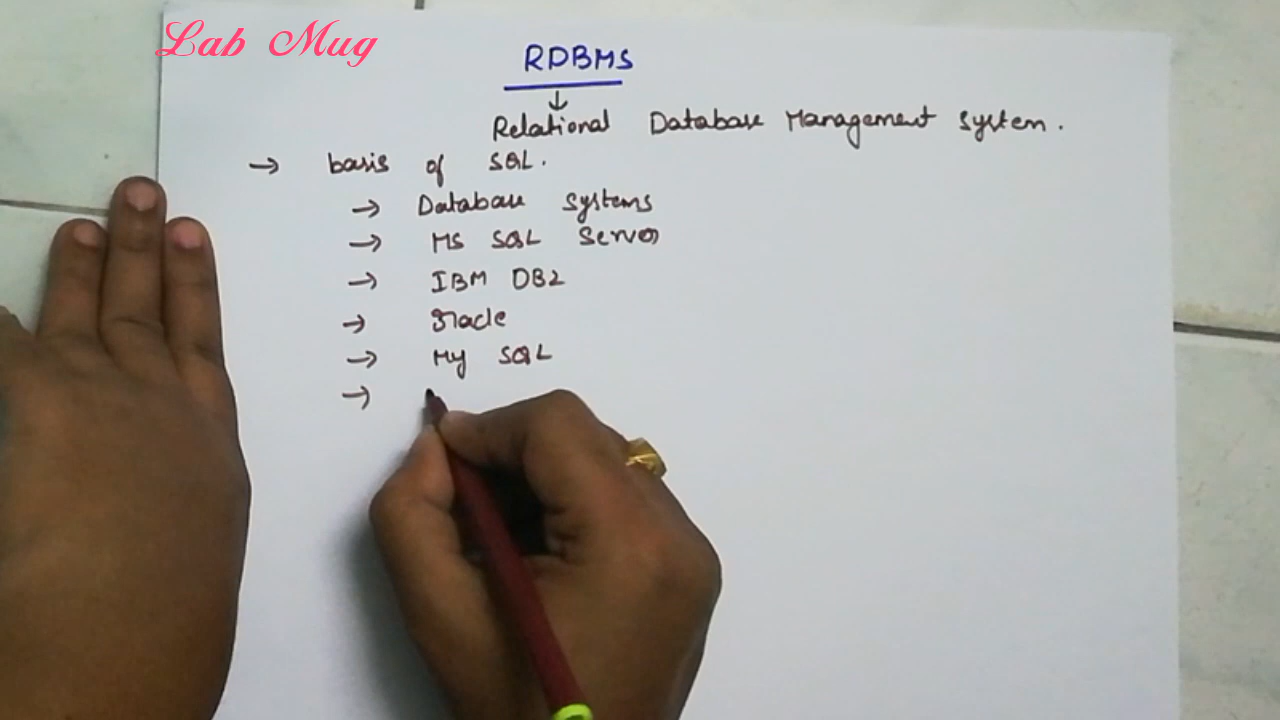 Lab Mug
RDBMS
↓
Relational Database Management System.
→ basis of SQL.
→ Database Systems
→ MS SQL Server
→ IBM DB2
→ Oracle
→ My SQL
→